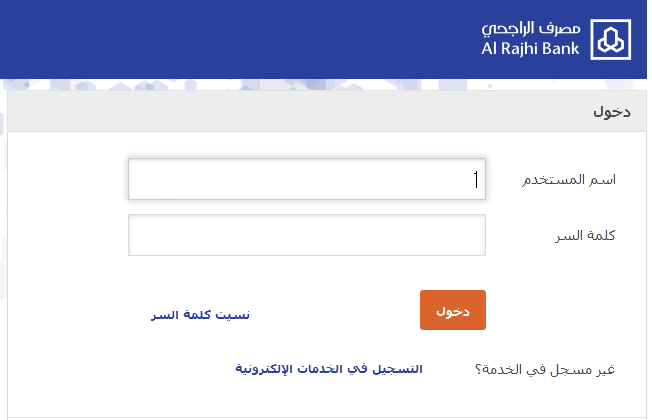 مصرف الراجحي
Al Rajhi Bank
دخول
اسم المستخدم
كلمة السر
دخول
نسيت كلمة السر
غير مسجل في الخدمة؟ التسجيل في الخدمات الإلكترونية